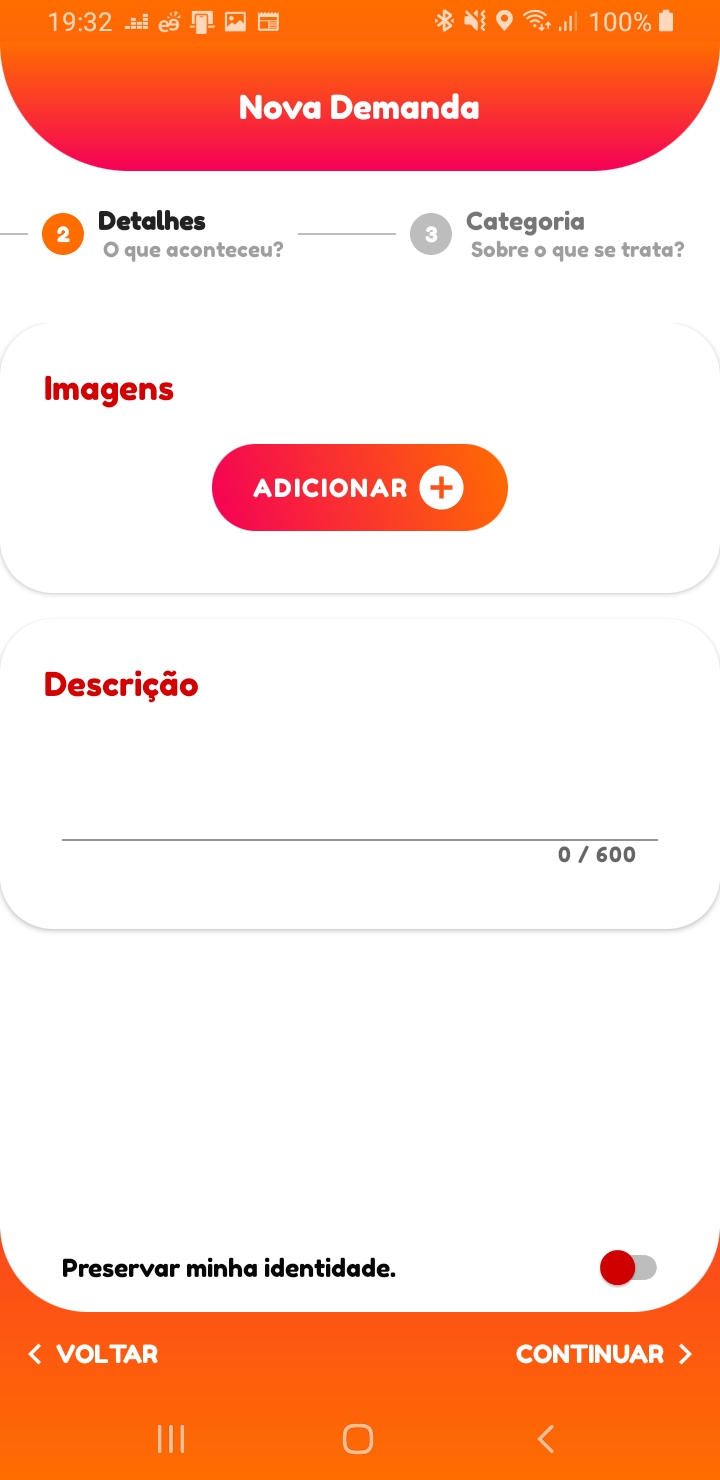 19:32 100%
Nova Demanda
2 Detalhes
O que aconteceu?
3 Categoria
Sobre o que se trata?
Imagens
ADICIONAR
Descrição
0 / 600
Preservar minha identidade.
VOLTAR
CONTINUAR